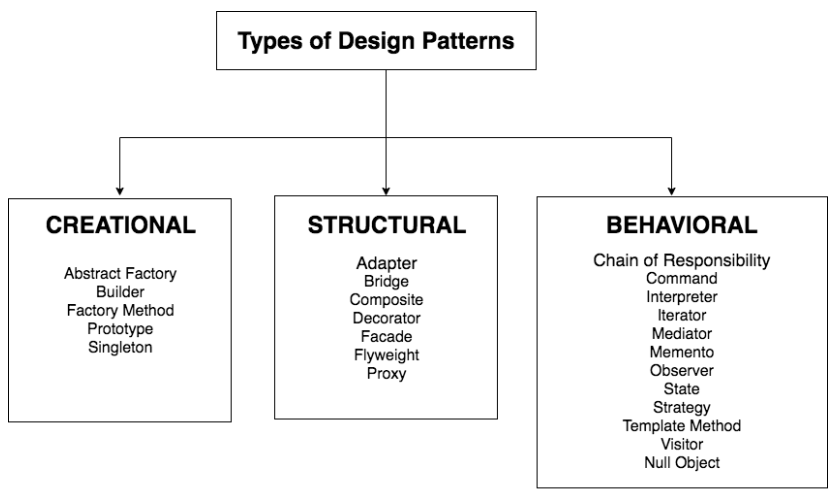 Types of Design Patterns
CREATIONAL
Abstract Factory
Builder
Factory Method
Prototype
Singleton
STRUCTURAL
Adapter
Bridge
Composite
Decorator
Facade
Flyweight
Proxy
BEHAVIORAL
Chain of Responsibility
Command
Interpreter
Iterator
Mediator
Memento
Observer
State
Strategy
Template Method
Visitor
Null Object